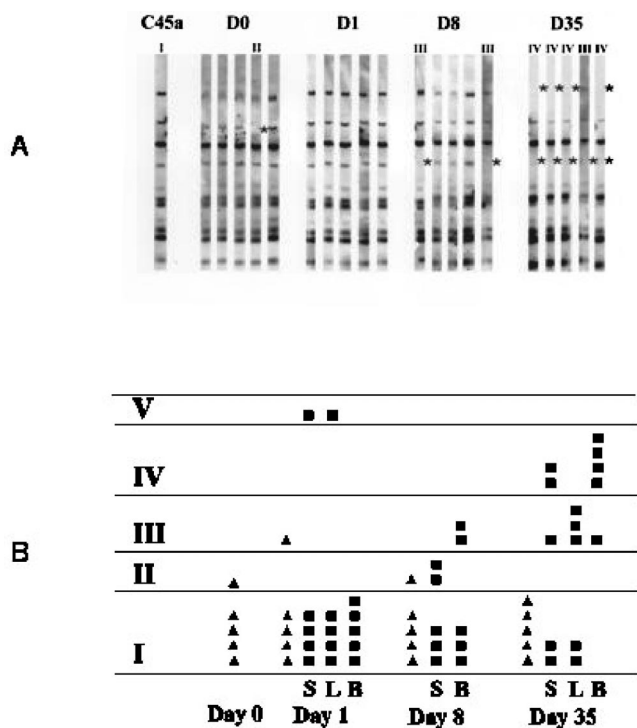 C45a D0 D1 D8 D35
I II III III IV IV IV III IV
A
* * * * *
* * * * * * *
B
V
IV
III
II
I
S L B S B S L B
Day 0 Day 1 Day 8 Day 35